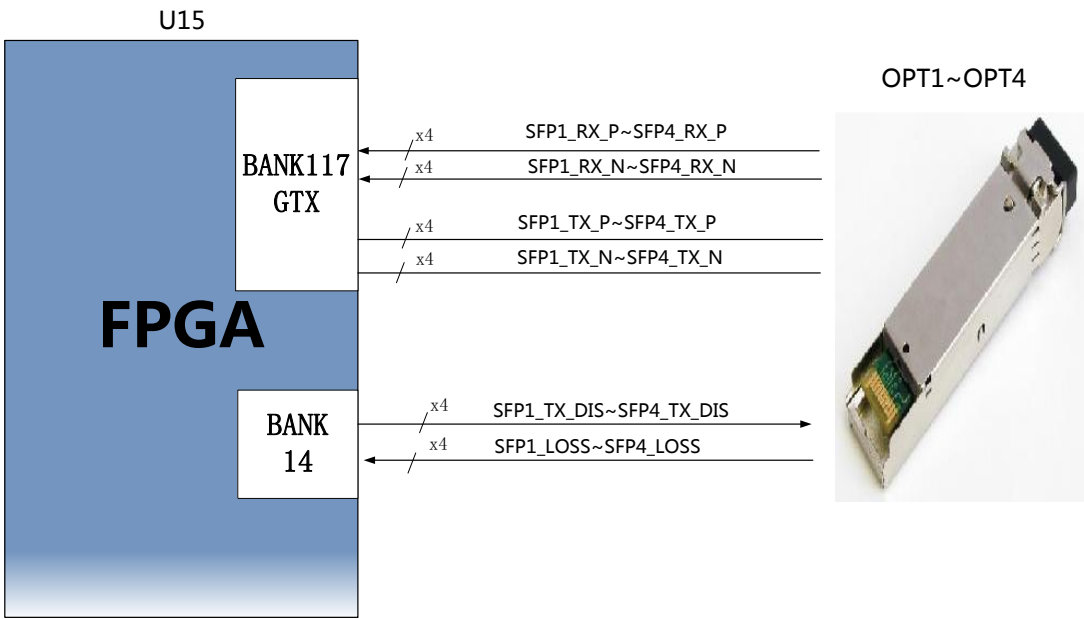 U15
OPT1~OPT4
x4
SFP1_RX_P~SFP4_RX_P
x4
SFP1_RX_N~SFP4_RX_N
BANK117
GTX
x4
SFP1_TX_P~SFP4_TX_P
x4
SFP1_TX_N~SFP4_TX_N
FPGA
x4
SFP1_TX_DIS~SFP4_TX_DIS
x4
SFP1_LOSS~SFP4_LOSS
BANK
14